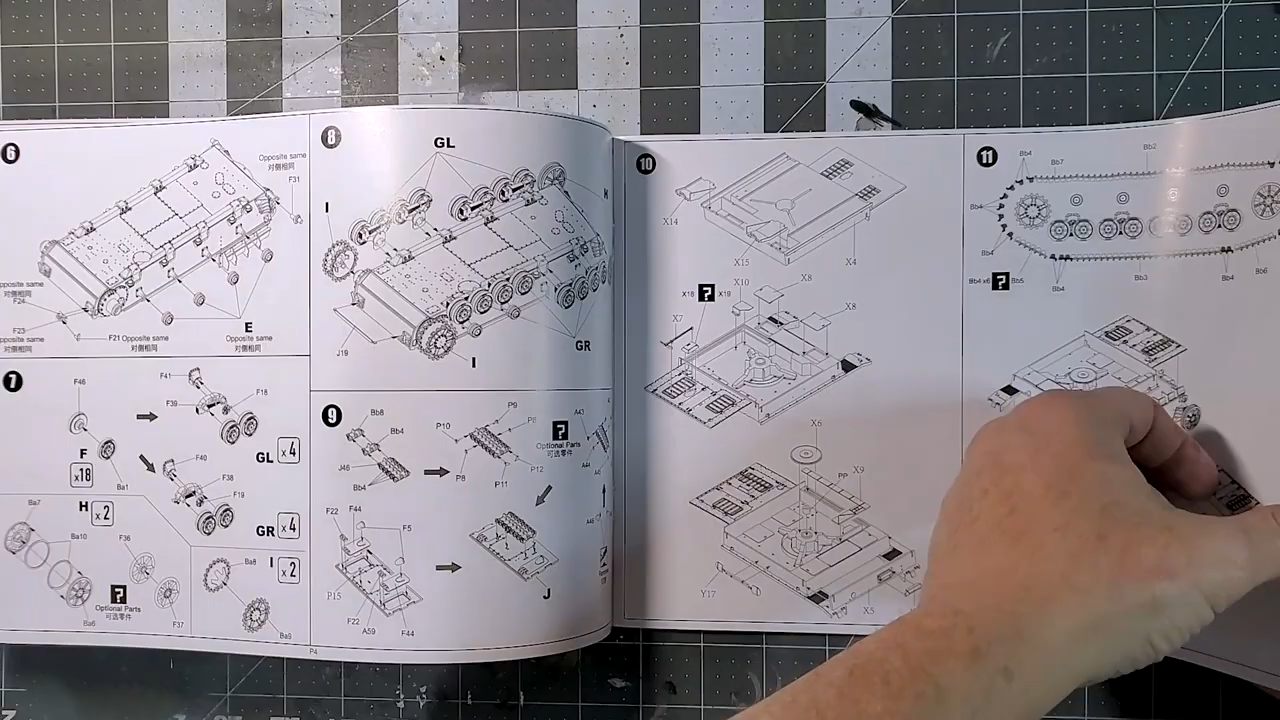 6
Opposite same
对侧相同
F31
Opposite same
对侧相同
F24
F23
Opposite same
对侧相同
F21 Opposite same
对侧相同
E
Opposite same
对侧相同
7
F46
F
x18
Ba1
F41
F39
F18
GL x4
F40
F38
F19
GR x4
H x2
Ba7
Ba10
F36
?
Optional Parts
可选零件
Ba6
F37
I x2
Ba8
Ba9
8
GL
I
H
J19
I
GR
9
Bb8
Bb4
J46
Bb4
P10
P9
P8
P12
P11
?
Optional Parts
可选零件
A43
A44
F22
F44
F5
P15
F22
A59
F44
J
P4
10
X14
X15
X4
X18 ? X19
X10
X8
X8
X7
X6
PP
X9
Y17
X5
11
Bb4
Bb7
Bb2
Bb4
Bb4
Bb4 x6 ? Bb5
Bb4
Bb3
Bb4
Bb6